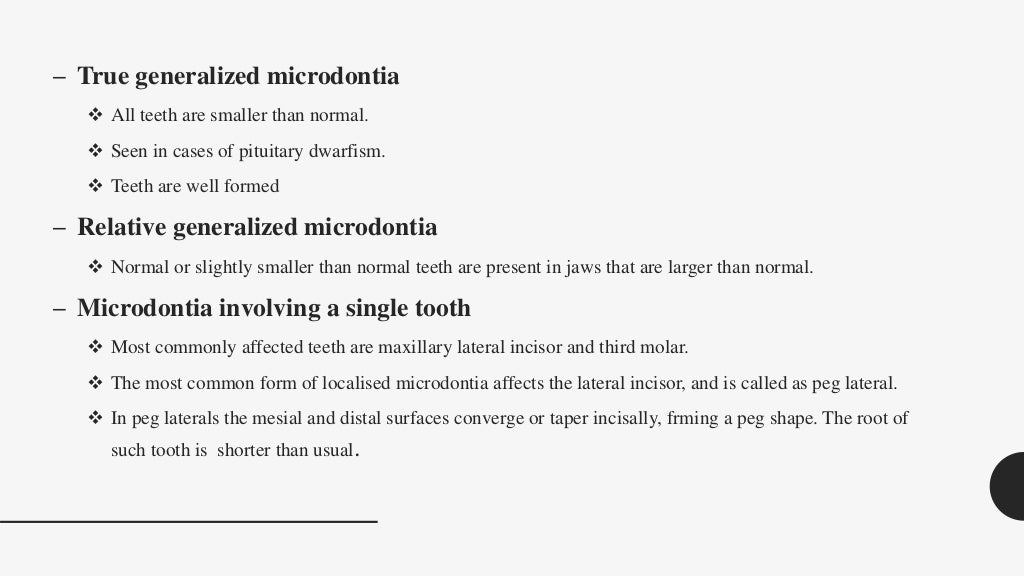 – True generalized microdontia
❖ All teeth are smaller than normal.
❖ Seen in cases of pituitary dwarfism.
❖ Teeth are well formed
– Relative generalized microdontia
❖ Normal or slightly smaller than normal teeth are present in jaws that are larger than normal.
– Microdontia involving a single tooth
❖ Most commonly affected teeth are maxillary lateral incisor and third molar.
❖ The most common form of localised microdontia affects the lateral incisor, and is called as peg lateral.
❖ In peg laterals the mesial and distal surfaces converge or taper incisally, frming a peg shape. The root of
such tooth is  shorter than usual.